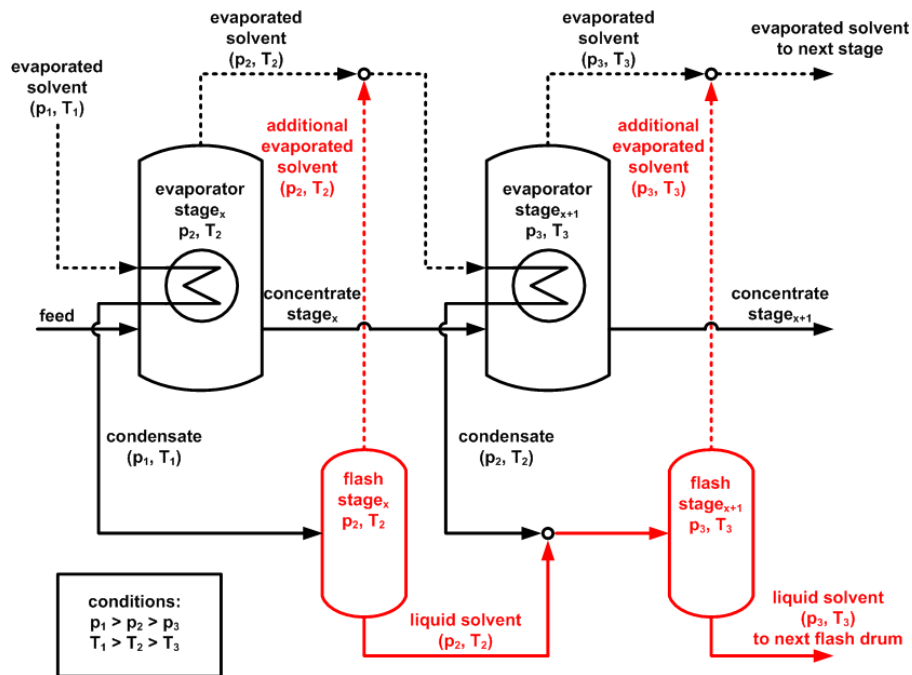 evaporated
solvent
(p₂, T₂)
evaporated
solvent
(p₃, T₃)
evaporated solvent
to next stage
evaporated
solvent
(p₁, T₁)
additional
evaporated
solvent
(p₂, T₂)
additional
evaporated
solvent
(p₃, T₃)
evaporator
stageₓ
p₂, T₂
evaporator
stageₓ₊₁
p₃, T₃
feed
concentrate
stageₓ
concentrate
stageₓ₊₁
condensate
(p₁, T₁)
condensate
(p₂, T₂)
flash
stageₓ
p₂, T₂
flash
stageₓ₊₁
p₃, T₃
conditions:
p₁ > p₂ > p₃
T₁ > T₂ > T₃
liquid solvent
(p₂, T₂)
liquid solvent
(p₃, T₃)
to next flash drum